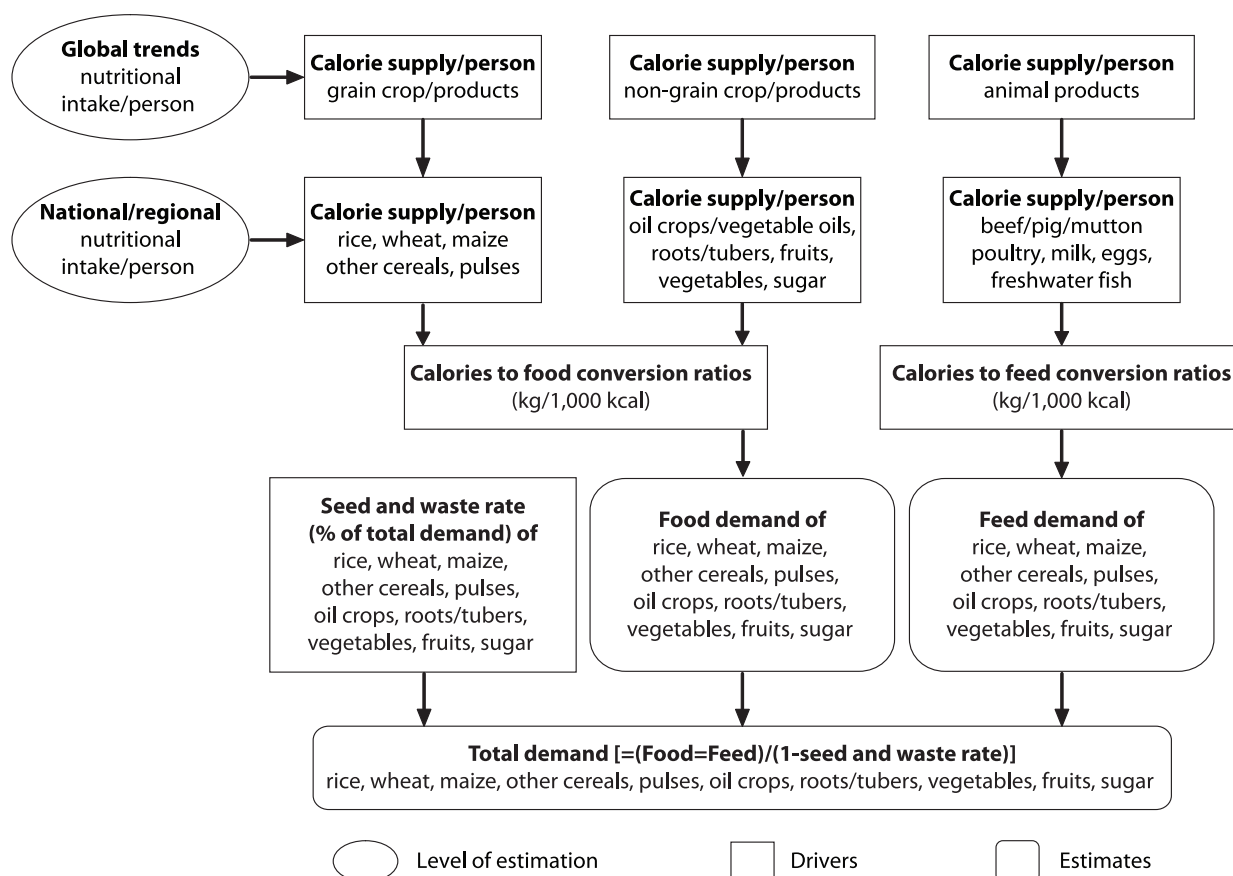 Global trends
nutritional
intake/person
Calorie supply/person
grain crop/products
Calorie supply/person
non-grain crop/products
Calorie supply/person
animal products
National/regional
nutritional
intake/person
Calorie supply/person
rice, wheat, maize
other cereals, pulses
Calorie supply/person
oil crops/vegetable oils,
roots/tubers, fruits,
vegetables, sugar
Calorie supply/person
beef/pig/mutton
poultry, milk, eggs,
freshwater fish
Calories to food conversion ratios
(kg/1,000 kcal)
Calories to feed conversion ratios
(kg/1,000 kcal)
Seed and waste rate
(% of total demand) of
rice, wheat, maize,
other cereals, pulses,
oil crops, roots/tubers,
vegetables, fruits, sugar
Food demand of
rice, wheat, maize,
other cereals, pulses,
oil crops, roots/tubers,
vegetables, fruits, sugar
Feed demand of
rice, wheat, maize,
other cereals, pulses,
oil crops, roots/tubers,
vegetables, fruits, sugar
Total demand [=(Food=Feed)/(1-seed and waste rate)]
rice, wheat, maize, other cereals, pulses, oil crops, roots/tubers, vegetables, fruits, sugar
Level of estimation
Drivers
Estimates